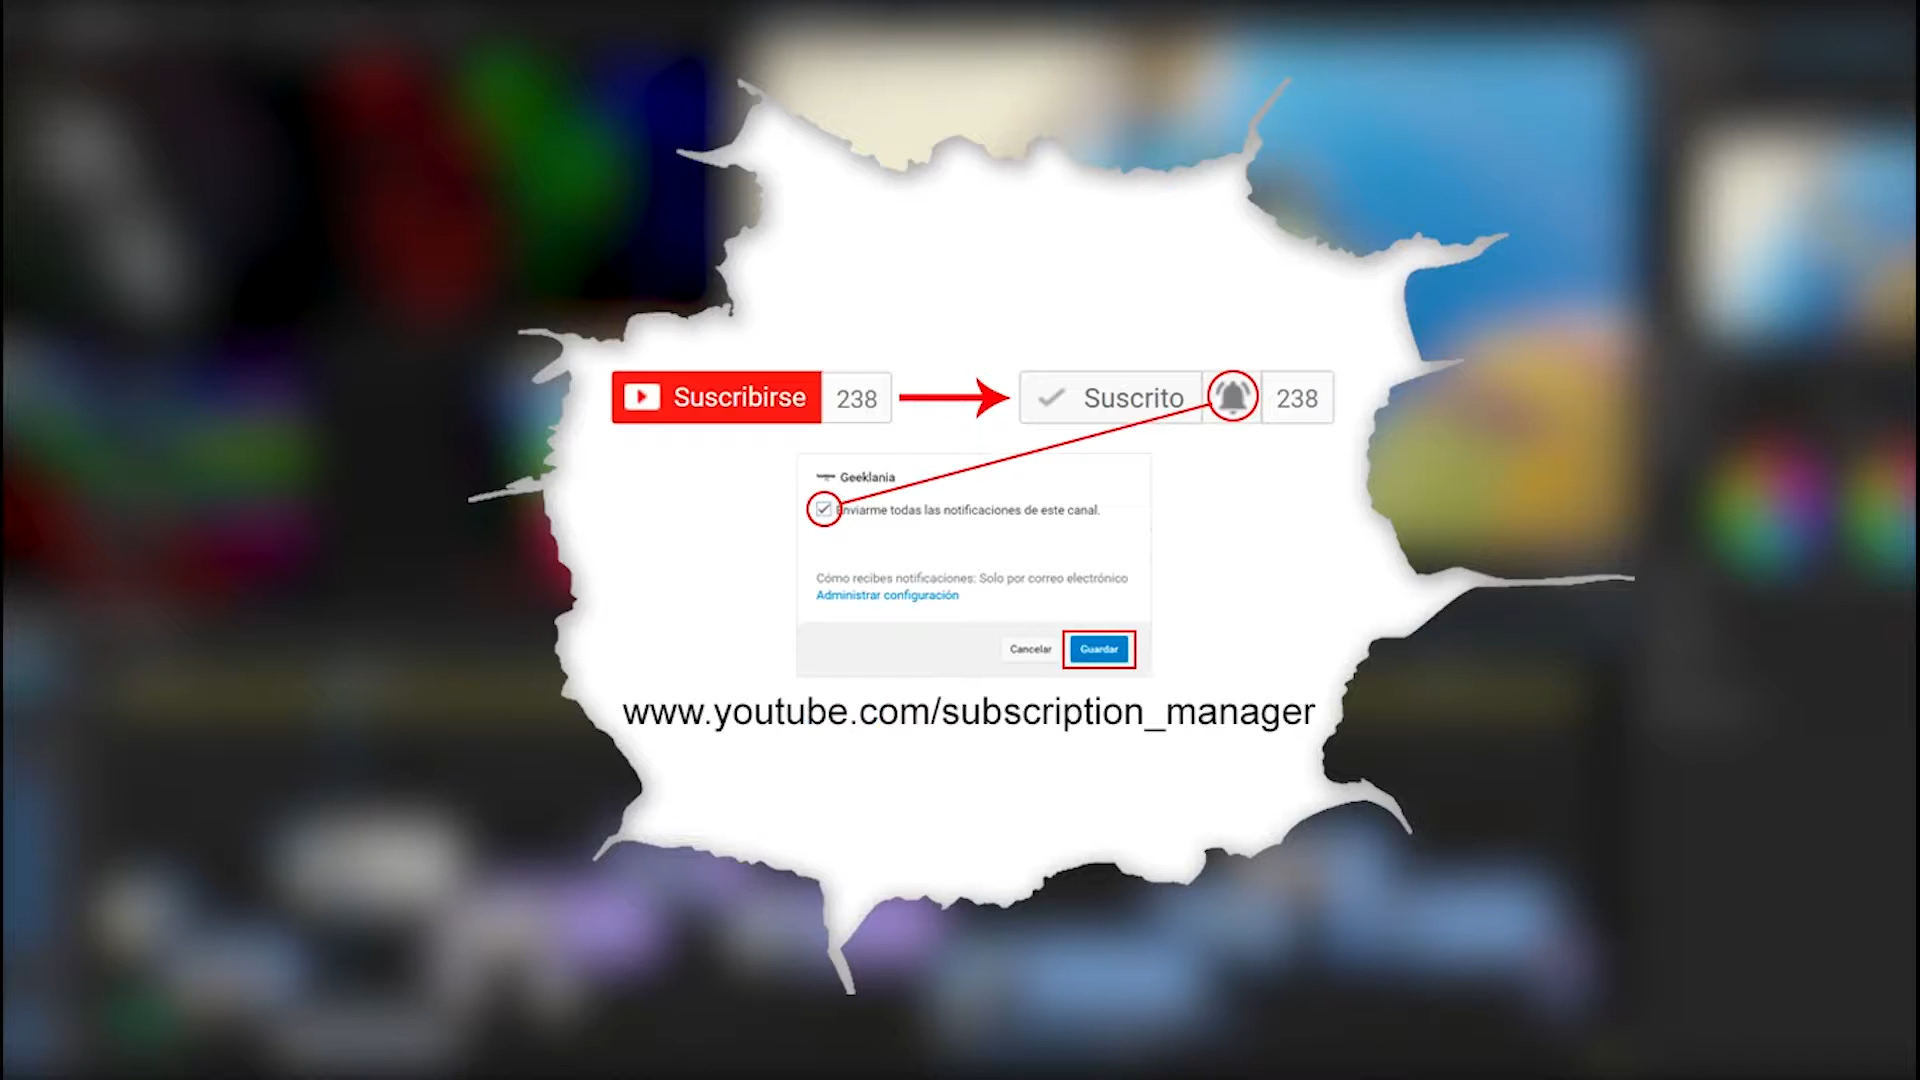 Suscribirse 238
Suscrito 238
Geeklania
Enviarme todas las notificaciones de este canal.
Cómo recibes notificaciones: Solo por correo electrónico
Administrar configuración
Cancelar Guardar
www.youtube.com/subscription_manager